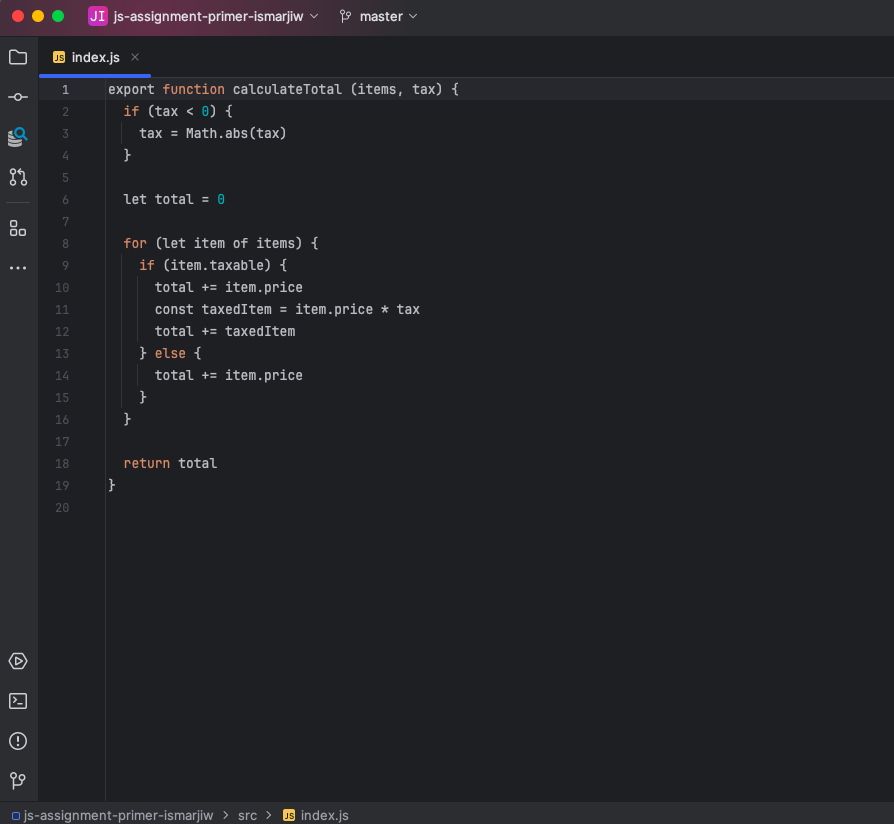 JI js-assignment-primer-ismarjiw master
JS index.js
1 export function calculateTotal (items, tax) {
2 if (tax < 0) {
3 tax = Math.abs(tax)
4 }
5
6 let total = 0
7
8 for (let item of items) {
9 if (item.taxable) {
10 total += item.price
11 const taxedItem = item.price * tax
12 total += taxedItem
13 } else {
14 total += item.price
15 }
16 }
17
18 return total
19 }
20
js-assignment-primer-ismarjiw > src > JS index.js